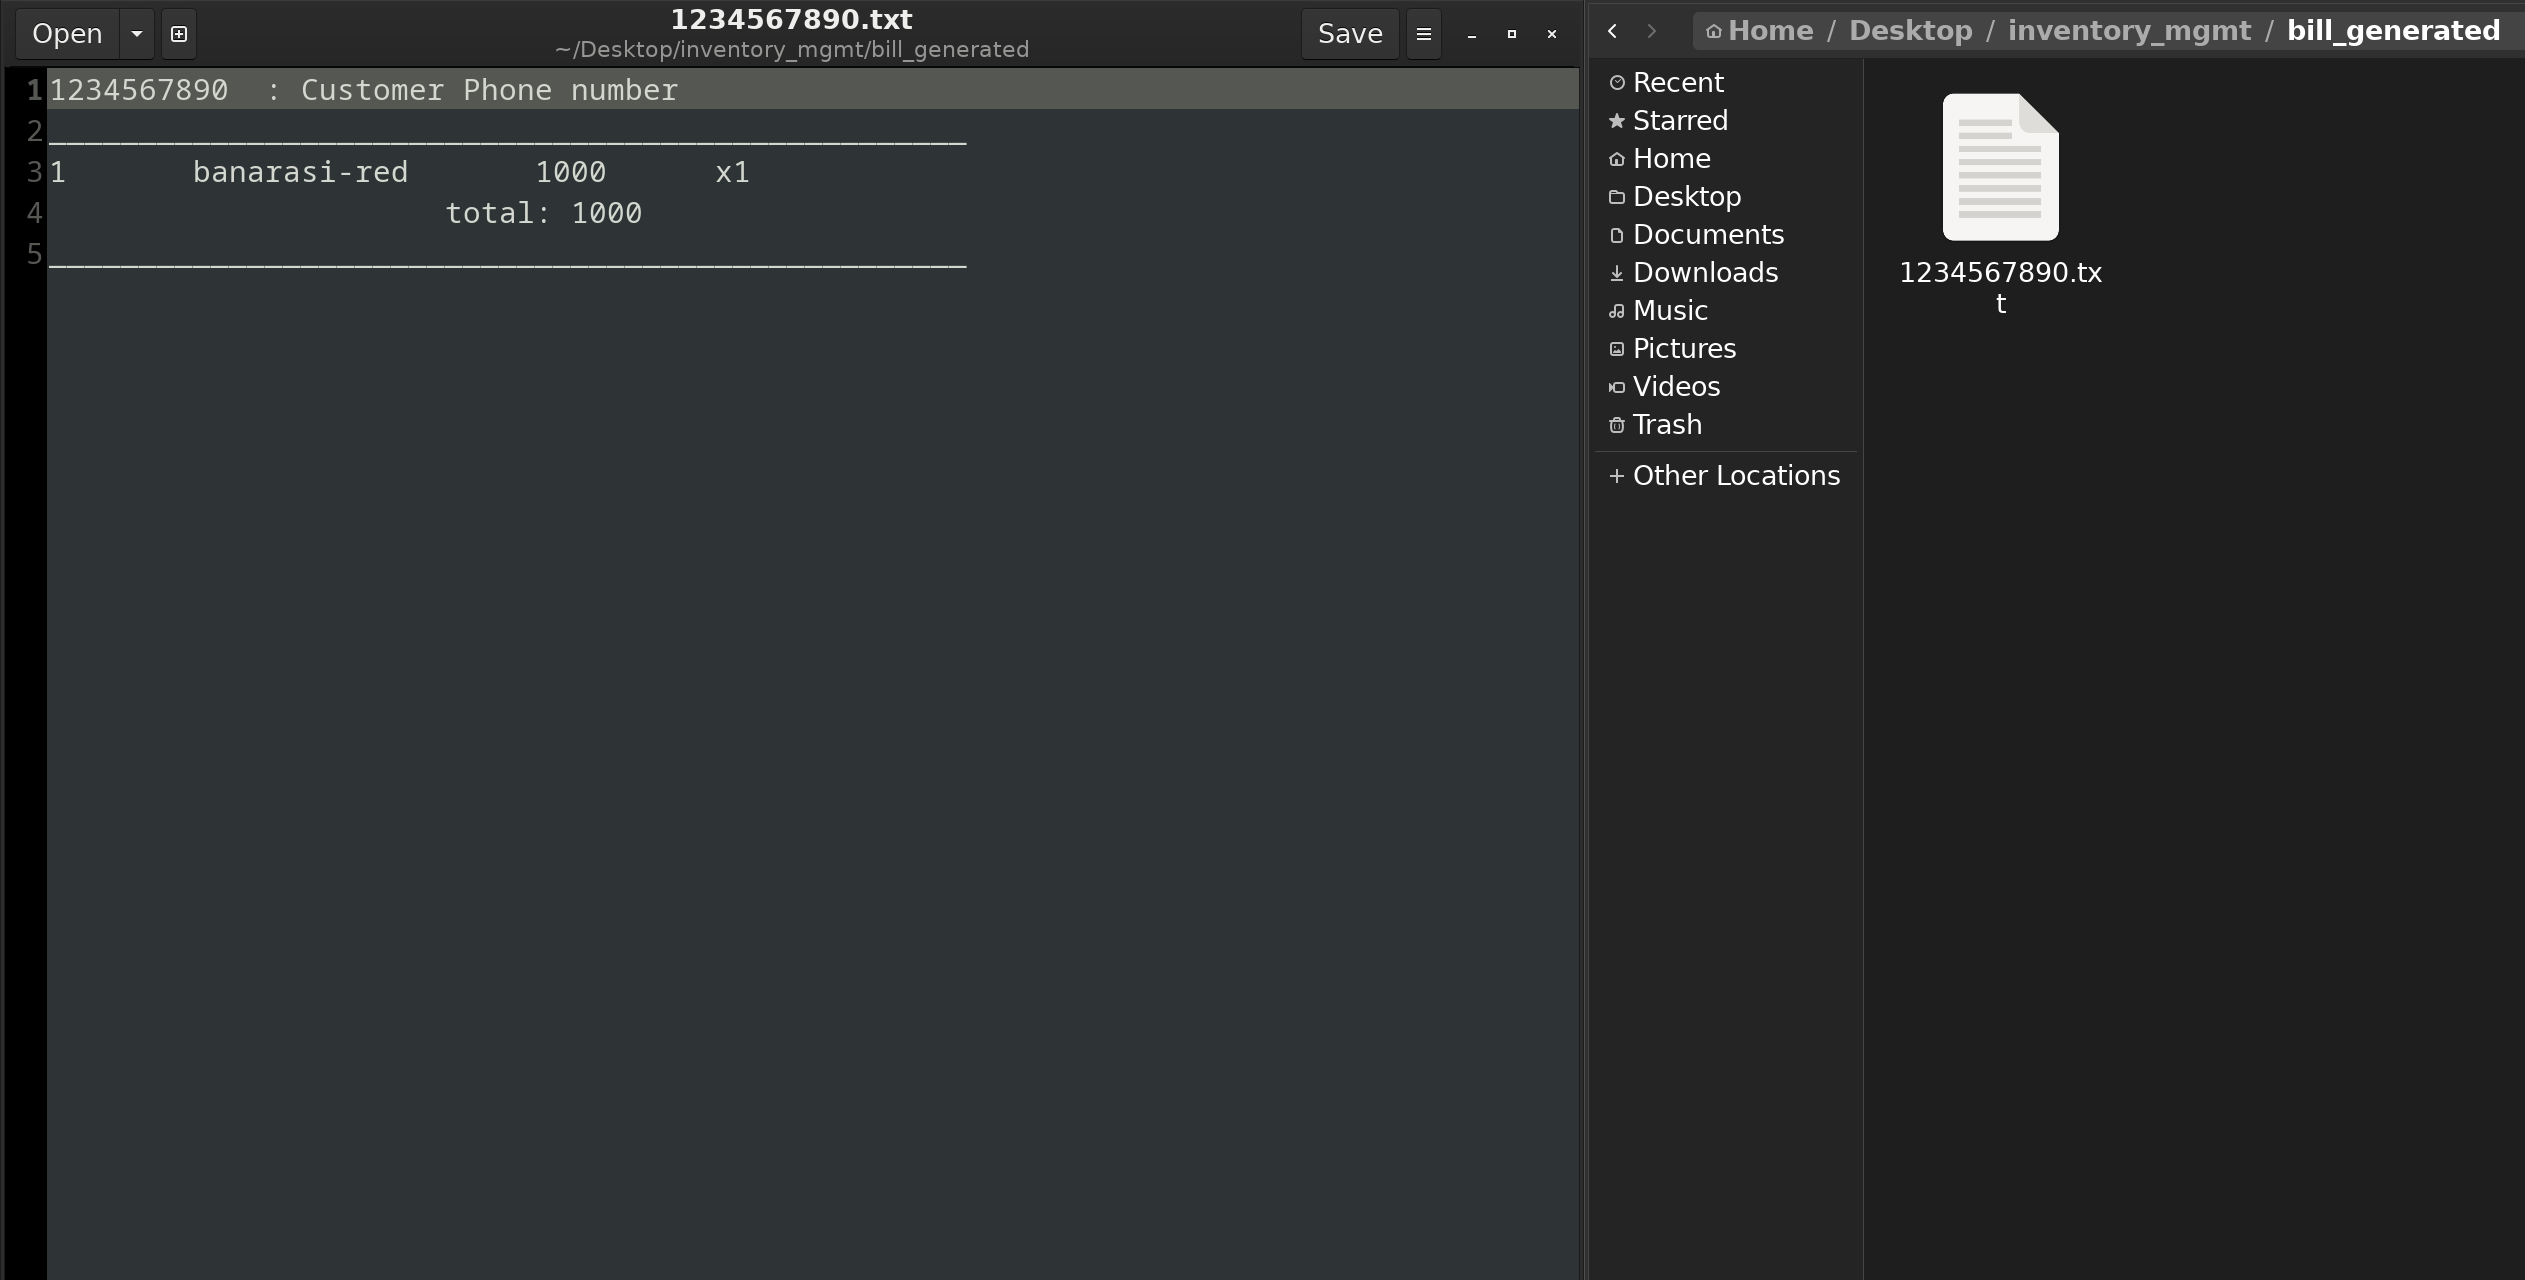 Open
1234567890.txt
~/Desktop/inventory_mgmt/bill_generated
Save
1 1234567890  : Customer Phone number
2 ___________________________________________________
3 1       banarasi-red       1000      x1
4                       total: 1000
5 ___________________________________________________
Home / Desktop / inventory_mgmt / bill_generated
Recent
Starred
Home
Desktop
Documents
Downloads
Music
Pictures
Videos
Trash
Other Locations
1234567890.tx
t